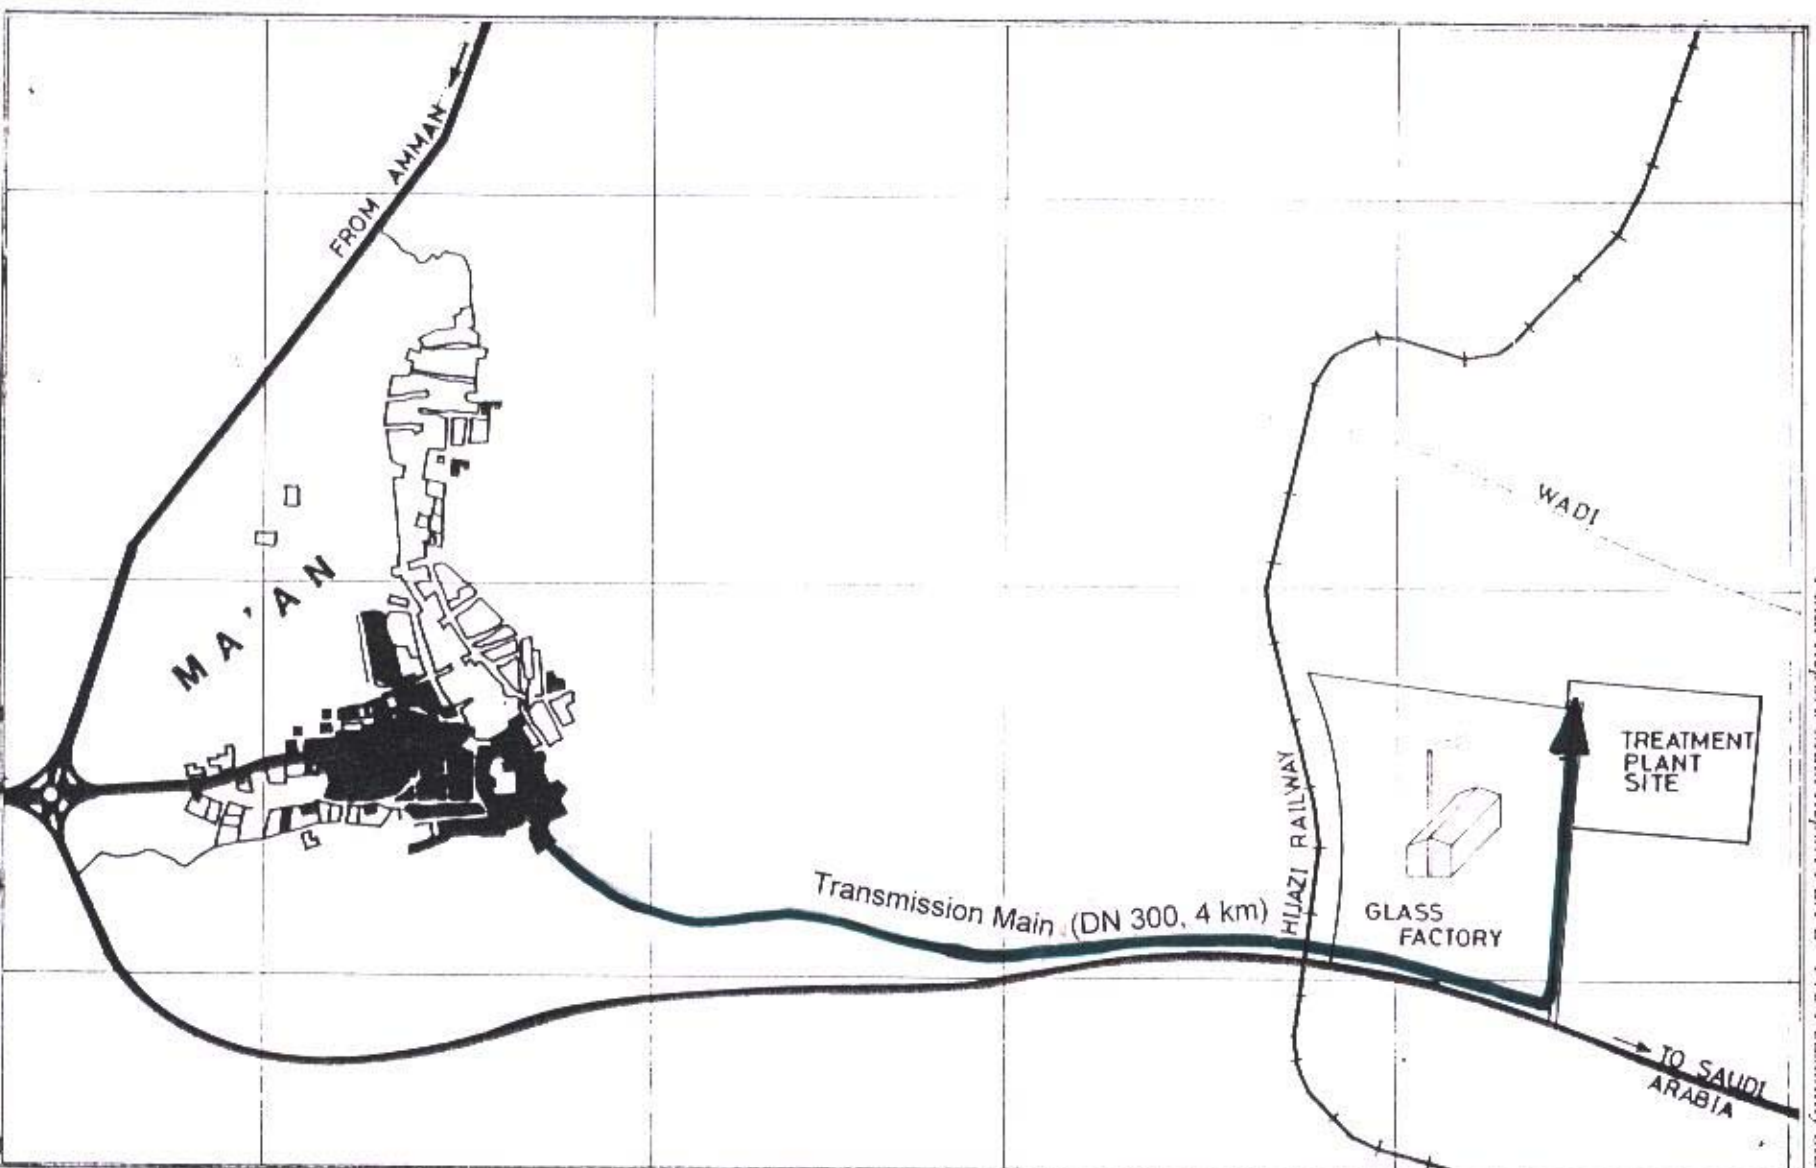 FROM AMMAN
WADI
MA'AN
TREATMENT
PLANT
SITE
HIJAZI RAILWAY
Transmission Main (DN 300, 4 km)
GLASS
FACTORY
TO SAUDI
ARABIA